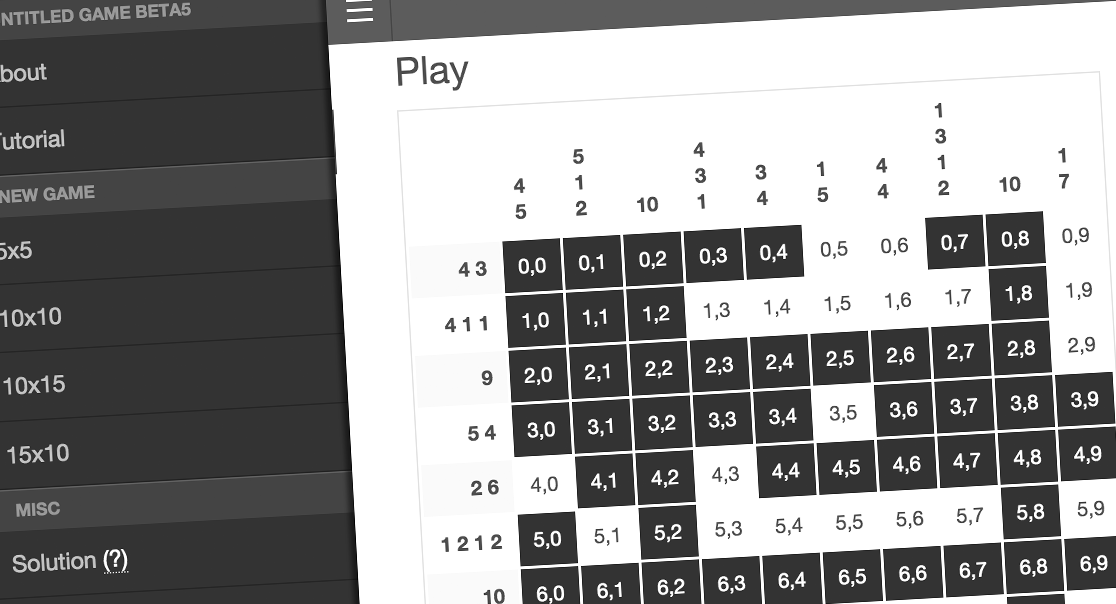 NTITLED GAME BETA5
bout
utorial
NEW GAME
5x5
10x10
10x15
15x10
MISC
Solution (?)
Play
4 5
5 1 2
10
4 3 1
3 4
1 5
4 4
1 3 1 2
10
1 7
4 3 0,0 0,1 0,2 0,3 0,4 0,5 0,6 0,7 0,8 0,9
4 1 1 1,0 1,1 1,2 1,3 1,4 1,5 1,6 1,7 1,8 1,9
9 2,0 2,1 2,2 2,3 2,4 2,5 2,6 2,7 2,8 2,9
5 4 3,0 3,1 3,2 3,3 3,4 3,5 3,6 3,7 3,8 3,9
2 6 4,0 4,1 4,2 4,3 4,4 4,5 4,6 4,7 4,8 4,9
1 2 1 2 5,0 5,1 5,2 5,3 5,4 5,5 5,6 5,7 5,8 5,9
10 6,0 6,1 6,2 6,3 6,4 6,5 6,6 6,7 6,8 6,9